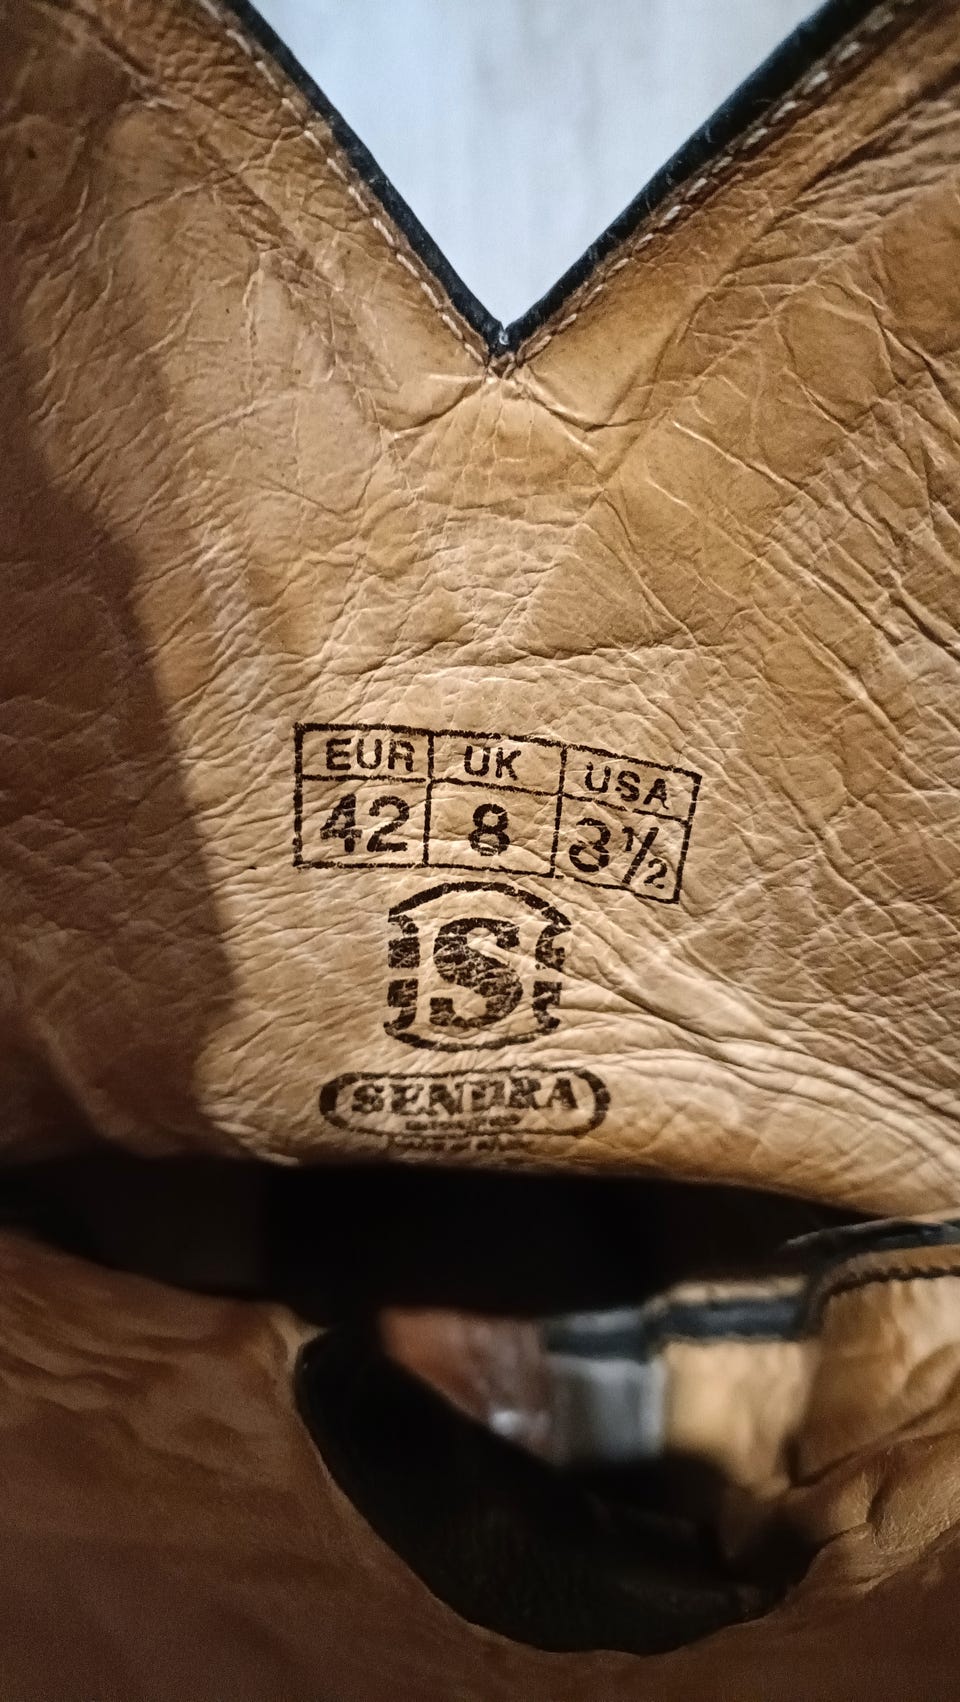 EUR UK USA
42 8 8½
S
SENDRA